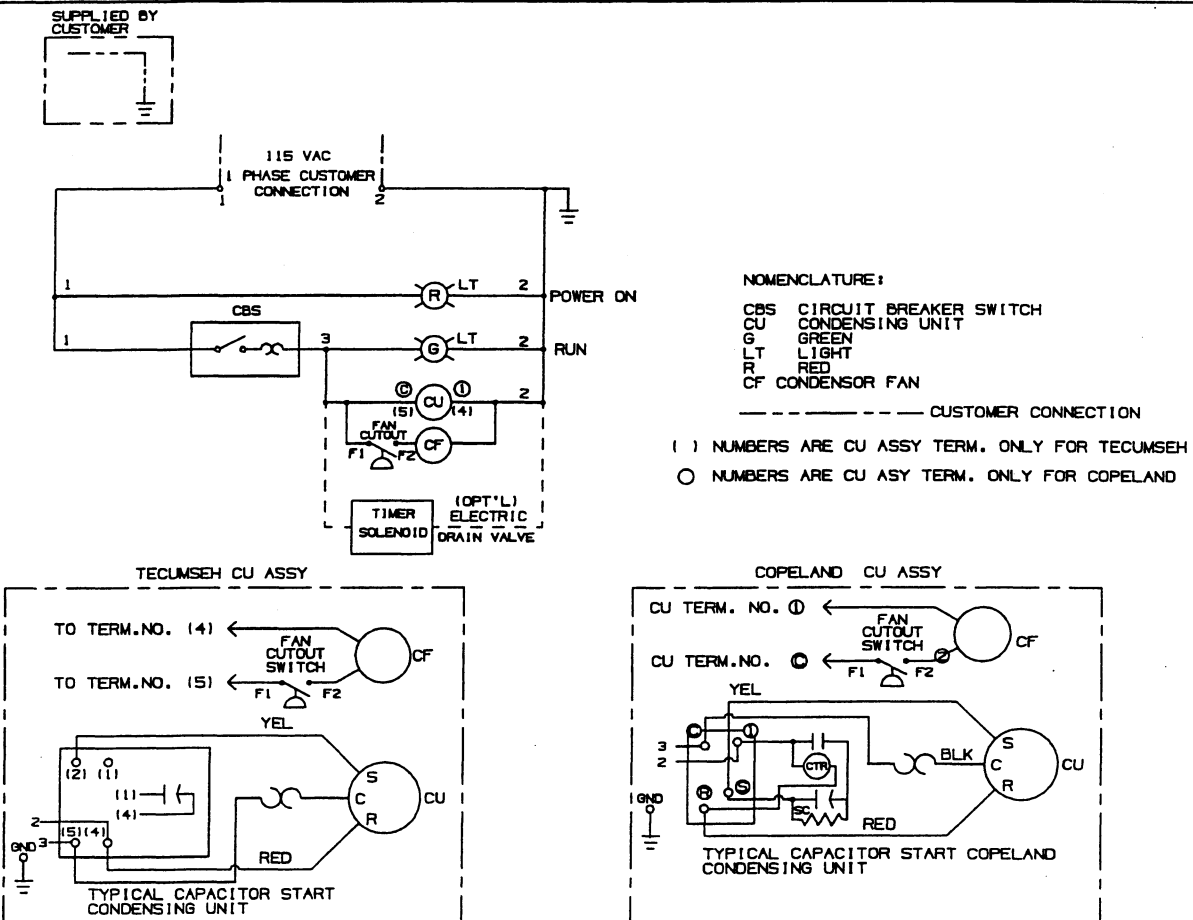 SUPPLIED BY
CUSTOMER
115 VAC
1 PHASE CUSTOMER
CONNECTION
1 2
1 R LT 2 POWER ON
CBS
1 3 G LT 2 RUN
C 1
(5) CU (4) 2
FAN
CUTOUT
F1 F2 CF
TIMER
SOLENOID
(OPT'L)
ELECTRIC
DRAIN VALVE
NOMENCLATURE:
CBS CIRCUIT BREAKER SWITCH
CU CONDENSING UNIT
G GREEN
LT LIGHT
R RED
CF CONDENSOR FAN
CUSTOMER CONNECTION
( ) NUMBERS ARE CU ASSY TERM. ONLY FOR TECUMSEH
NUMBERS ARE CU ASY TERM. ONLY FOR COPELAND
TECUMSEH CU ASSY
TO TERM.NO. (4)
FAN
CUTOUT
SWITCH
CF
TO TERM.NO. (5)
F1 F2
YEL
(2) (1)
(1)
(4)
S
C
R
CU
2
(5) (4)
3
GND
RED
TYPICAL CAPACITOR START
CONDENSING UNIT
COPELAND CU ASSY
CU TERM. NO. 1
FAN
CUTOUT
SWITCH
CF
CU TERM.NO. C
2
F1 F2
YEL
C 1
3
2
CTR
BLK
S
C
R
CU
R S
SC
GND
RED
TYPICAL CAPACITOR START COPELAND
CONDENSING UNIT